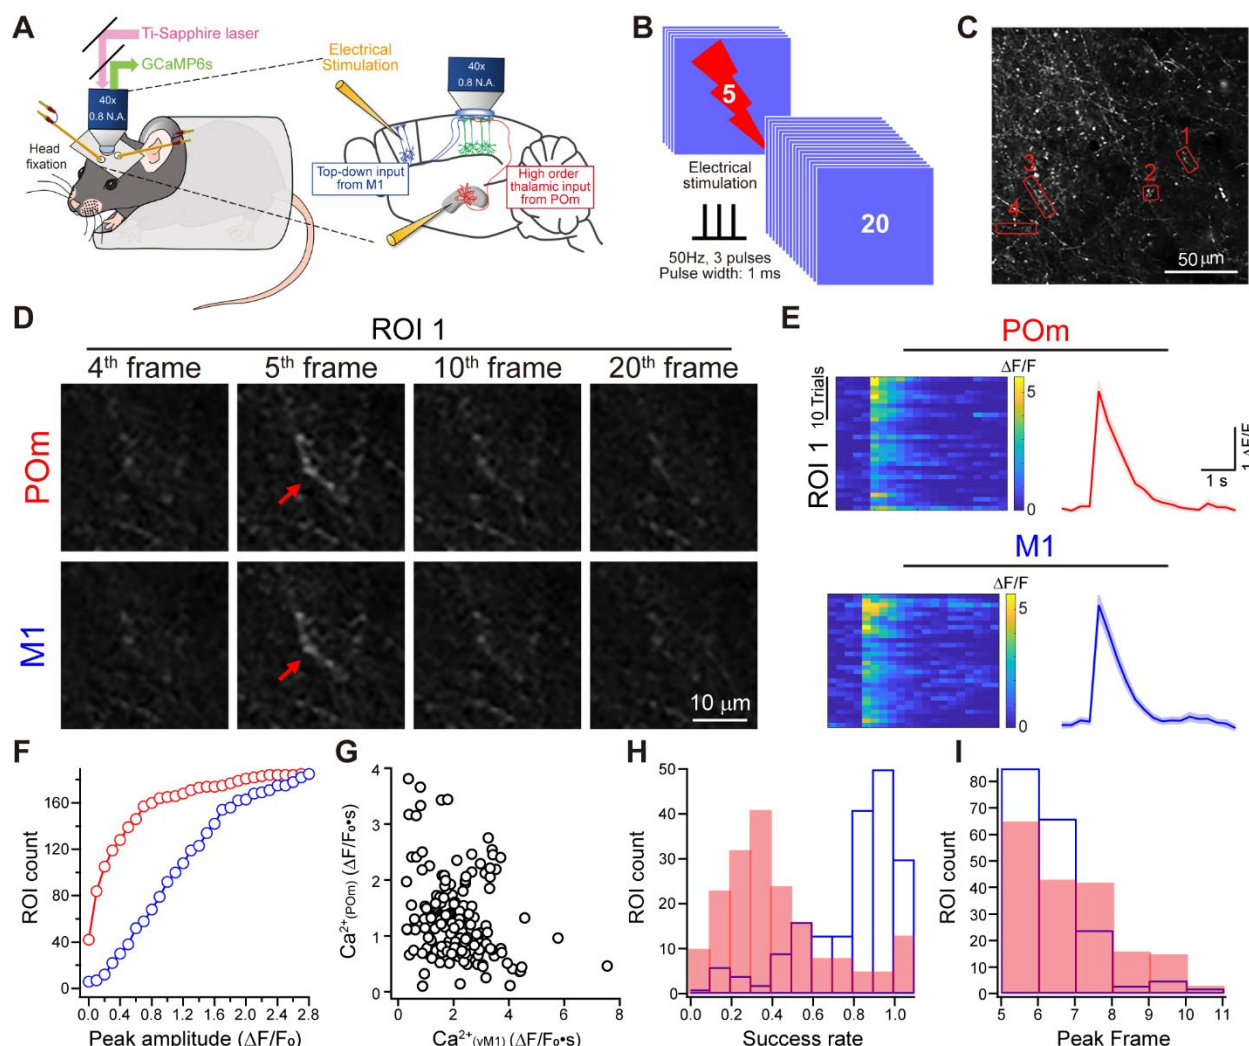 A
Ti-Sapphire laser
GCaMP6s
40x
0.8 N.A.
Head
fixation
Electrical
Stimulation
40x
0.8 N.A.
Top-down input
from M1
High order
thalamic input
from POm
B
5
Electrical
stimulation
50Hz, 3 pulses
Pulse width: 1 ms
20
C
1
2
3
4
50 μm
D
ROI 1
4th frame
5th frame
10th frame
20th frame
POm
M1
10 μm
E
POm
ROI 1
10 Trials
ΔF/F
5
0
1 ΔF/F
1 s
M1
ΔF/F
5
0
F
ROI count
160
120
80
40
0
0.0 0.4 0.8 1.2 1.6 2.0 2.4 2.8
Peak amplitude (ΔF/F₀)
G
Ca2+(POm) (ΔF/F₀•s)
4
3
2
1
0
0 2 4 6 8
Ca2+(vM1) (ΔF/F₀•s)
H
ROI count
50
40
30
20
10
0
0.0 0.2 0.4 0.6 0.8 1.0
Success rate
I
ROI count
80
70
60
50
40
30
20
10
0
5 6 7 8 9 10 11
Peak Frame